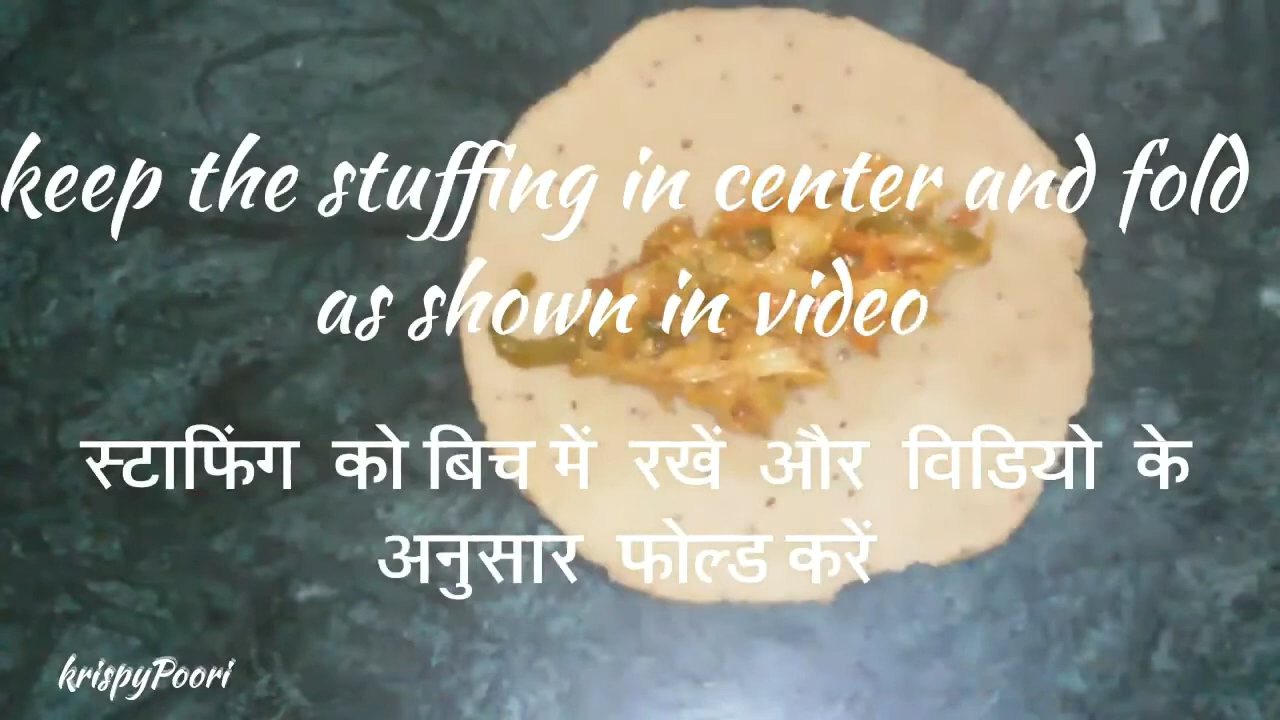 keep the stuffing in center and fold
as shown in video
स्टाफिंग को बिच में रखें और विडियो के
अनुसार फोल्ड करें
krispyPoori